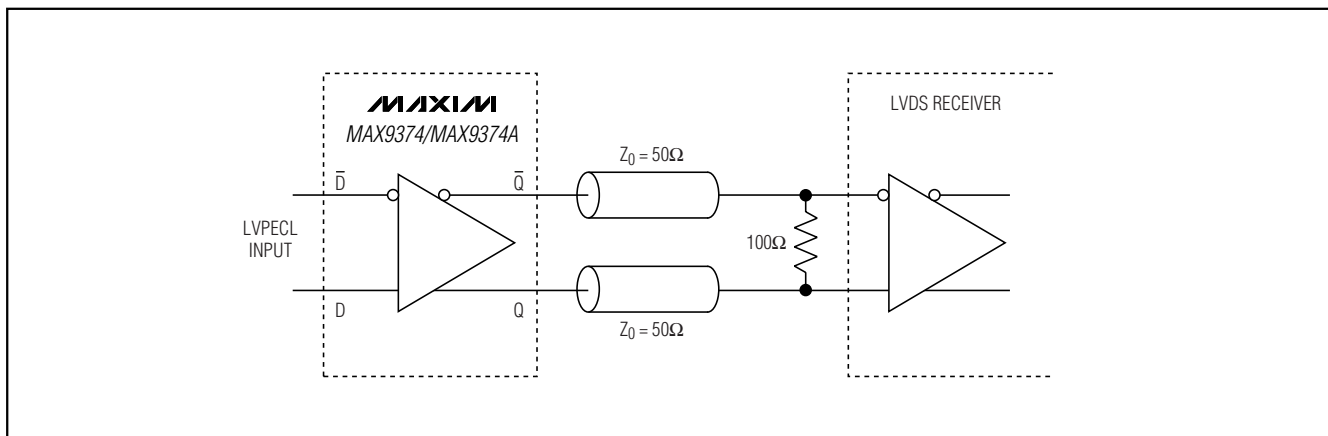 MAXIM
MAX9374/MAX9374A
LVDS RECEIVER
Z0 = 50Ω
D̅
Q̅
LVPECL
INPUT
100Ω
D
Q
Z0 = 50Ω